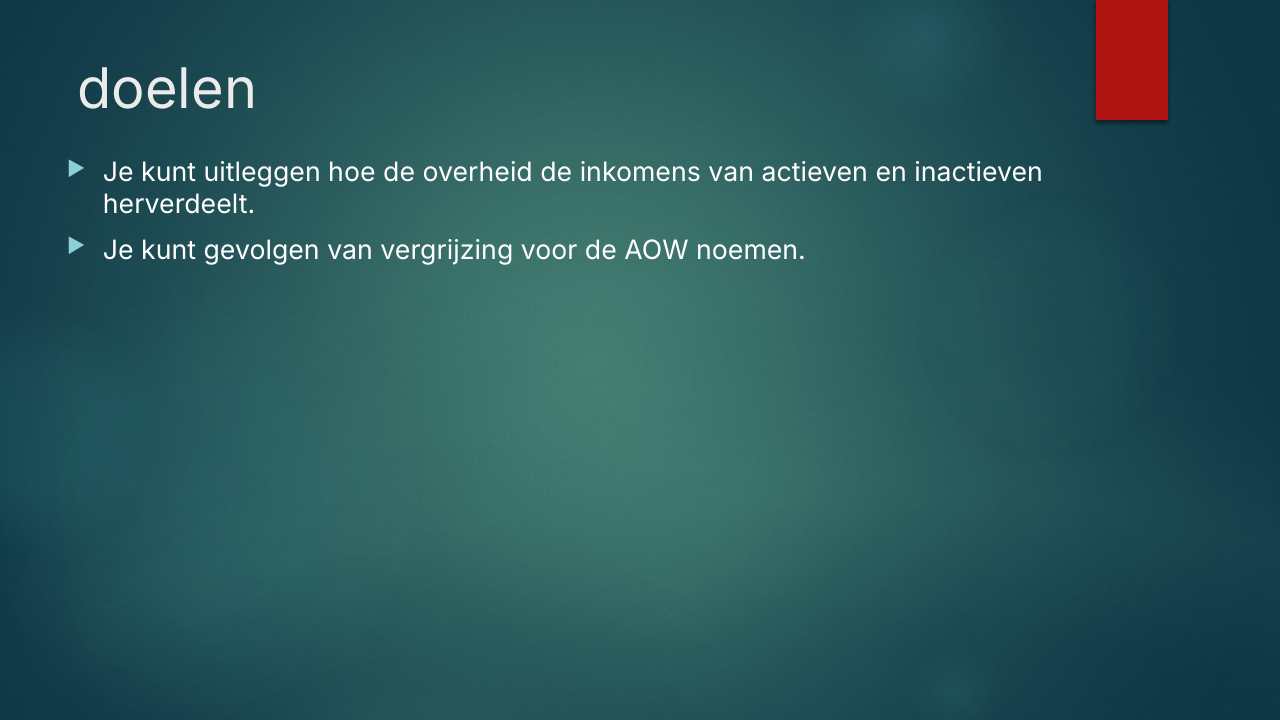 doelen
Je kunt uitleggen hoe de overheid de inkomens van actieven en inactieven
herverdeelt.
Je kunt gevolgen van vergrijzing voor de AOW noemen.